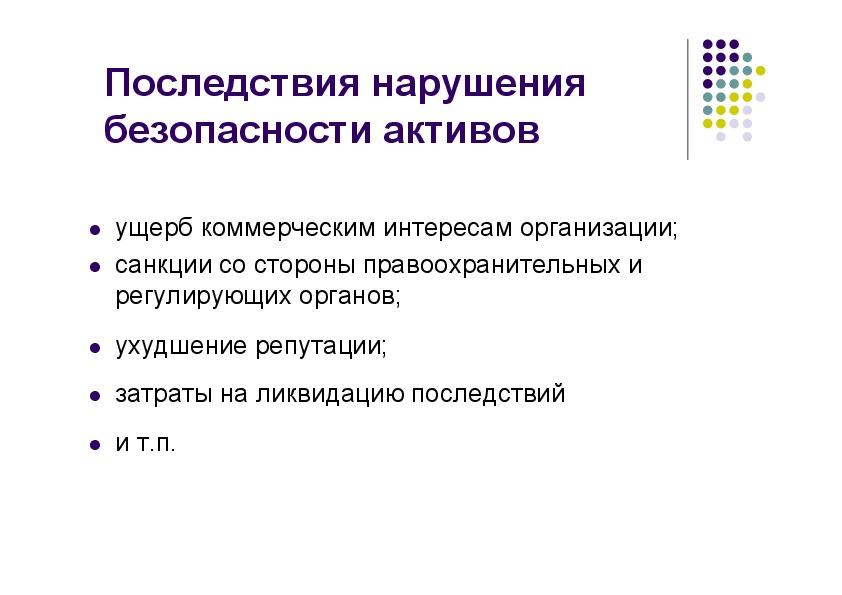 Последствия нарушения
безопасности активов
ущерб коммерческим интересам организации;
санкции со стороны правоохранительных и
регулирующих органов;
ухудшение репутации;
затраты на ликвидацию последствий
и т.п.